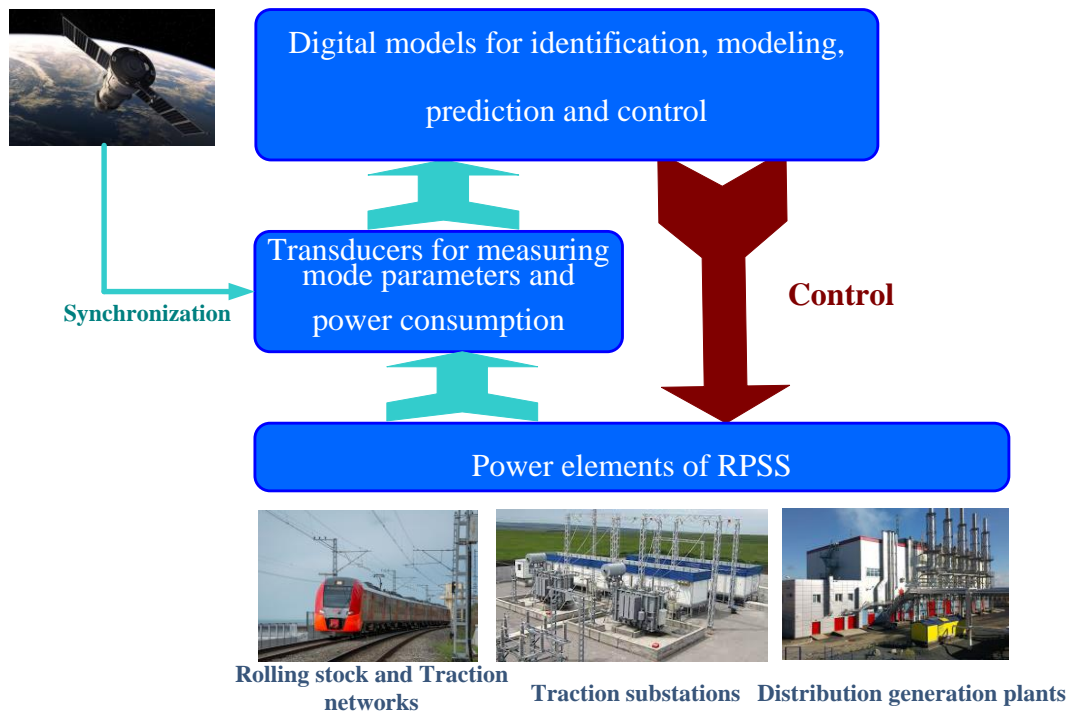 Digital models for identification, modeling,
prediction and control
Transducers for measuring
mode parameters and
power consumption
Synchronization
Control
Power elements of RPSS
Rolling stock and Traction
networks
Traction substations
Distribution generation plants